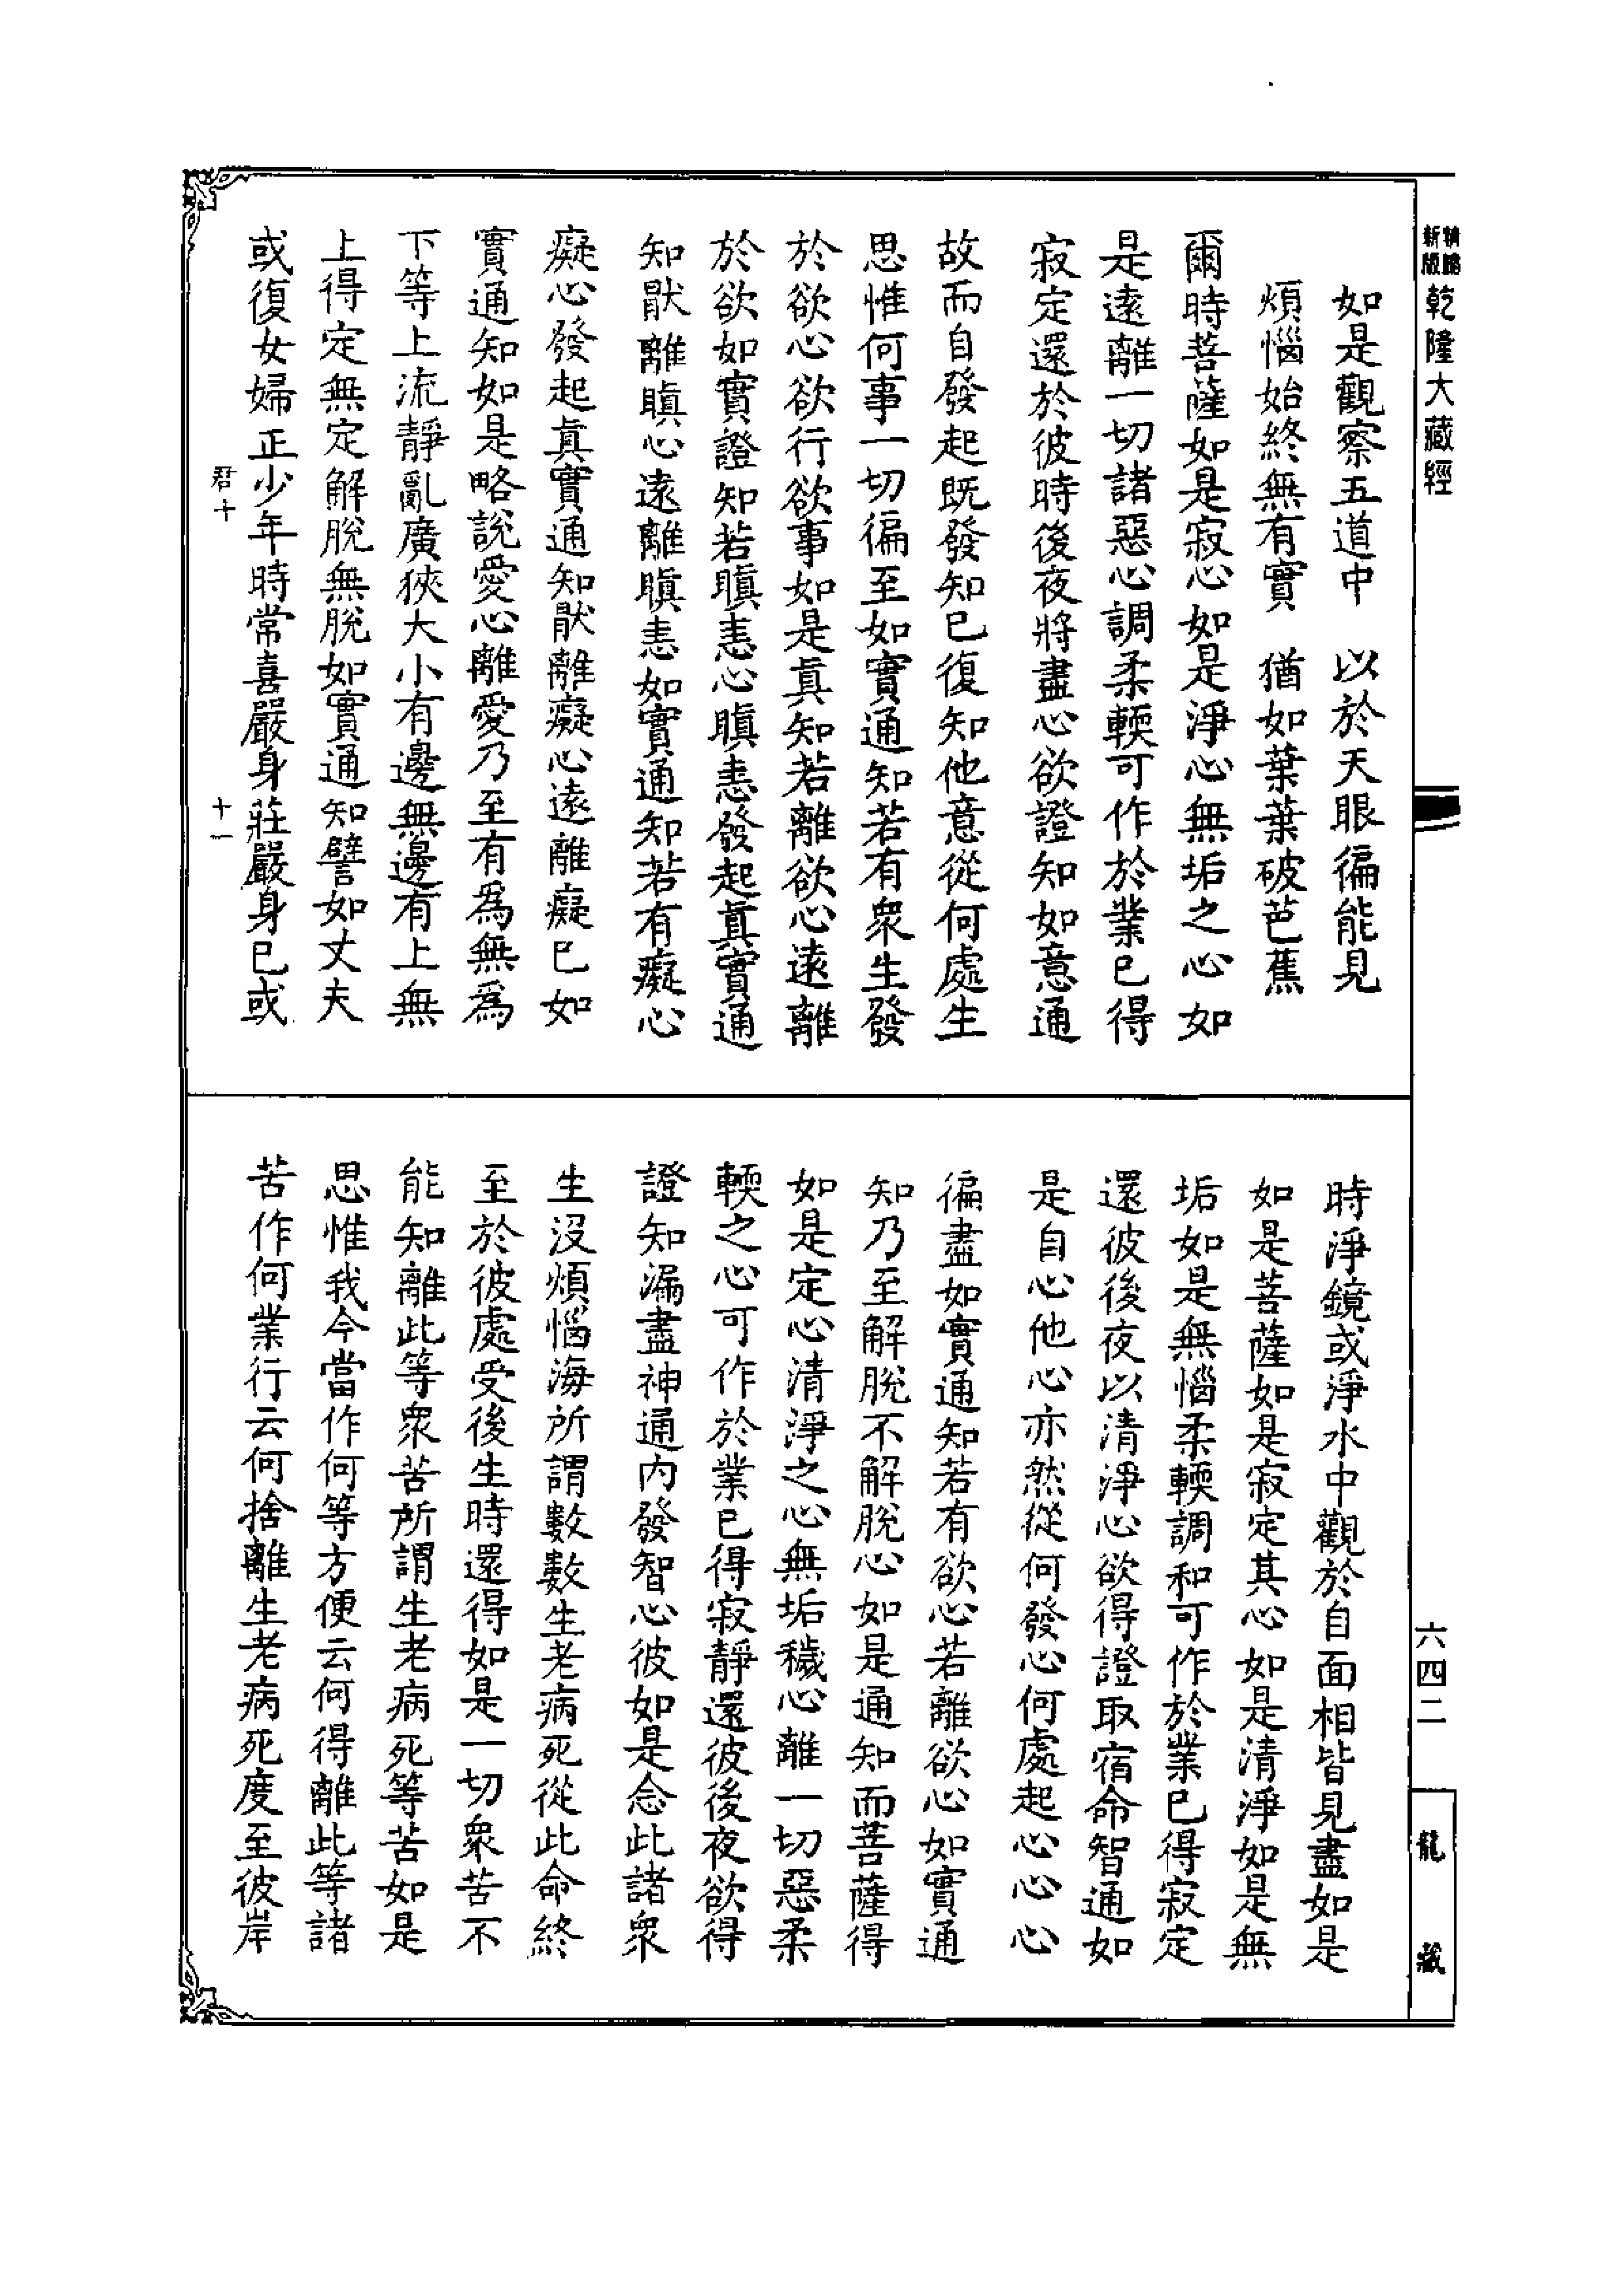 新版
乾隆大藏經
如是觀察五道中　以於天眼徧能見
煩惱始終無有實　猶如葉葉破芭蕉
爾時菩薩如是寂心如是淨心無垢之心如
是遠離一切諸惡心調柔輭可作於業已得
寂定還於彼時後夜將盡心欲證知如意通
故而自發起既發知已復知他意從何處生
思惟何事一切徧至如實通知若有衆生發
於欲心欲行欲事如是眞知若離欲心遠離
於欲如實證知若瞋恚心瞋恚發起眞實通
知猒離瞋心遠離瞋恚如實通知若有癡心
癡心發起眞實通知猒離癡心遠離癡已如
實通知如是略說愛心離愛乃至有爲無爲
下等上流靜亂廣狹大小有邊無邊有上無
上得定無定解脫無脫如實通知譬如丈夫
或復女婦正少年時常喜嚴身莊嚴身已或
君十　十一
時淨鏡或淨水中觀於自面相皆見盡如是
如是菩薩如是寂定其心如是清淨如是無
垢如是無惱柔輭調和可作於業已得寂定
還彼後夜以清淨心欲得證取宿命智通如
是自心他心亦然從何發心何處起心心心
徧盡如實通知若有欲心若離欲心如實通
知乃至解脫不解脫心如是通知而菩薩得
如是定心清淨之心無垢穢心離一切惡柔
輭之心可作於業已得寂靜還彼後夜欲得
證知漏盡神通內發智心彼如是念此諸衆
生沒煩惱海所謂數數生老病死從此命終
至於彼處受後生時還得如是一切衆苦不
能知離此等衆苦所謂生老病死等苦如是
思惟我今當作何等方便云何得離此等諸
苦作何業行云何捨離生老病死度至彼岸
六四二
龍藏